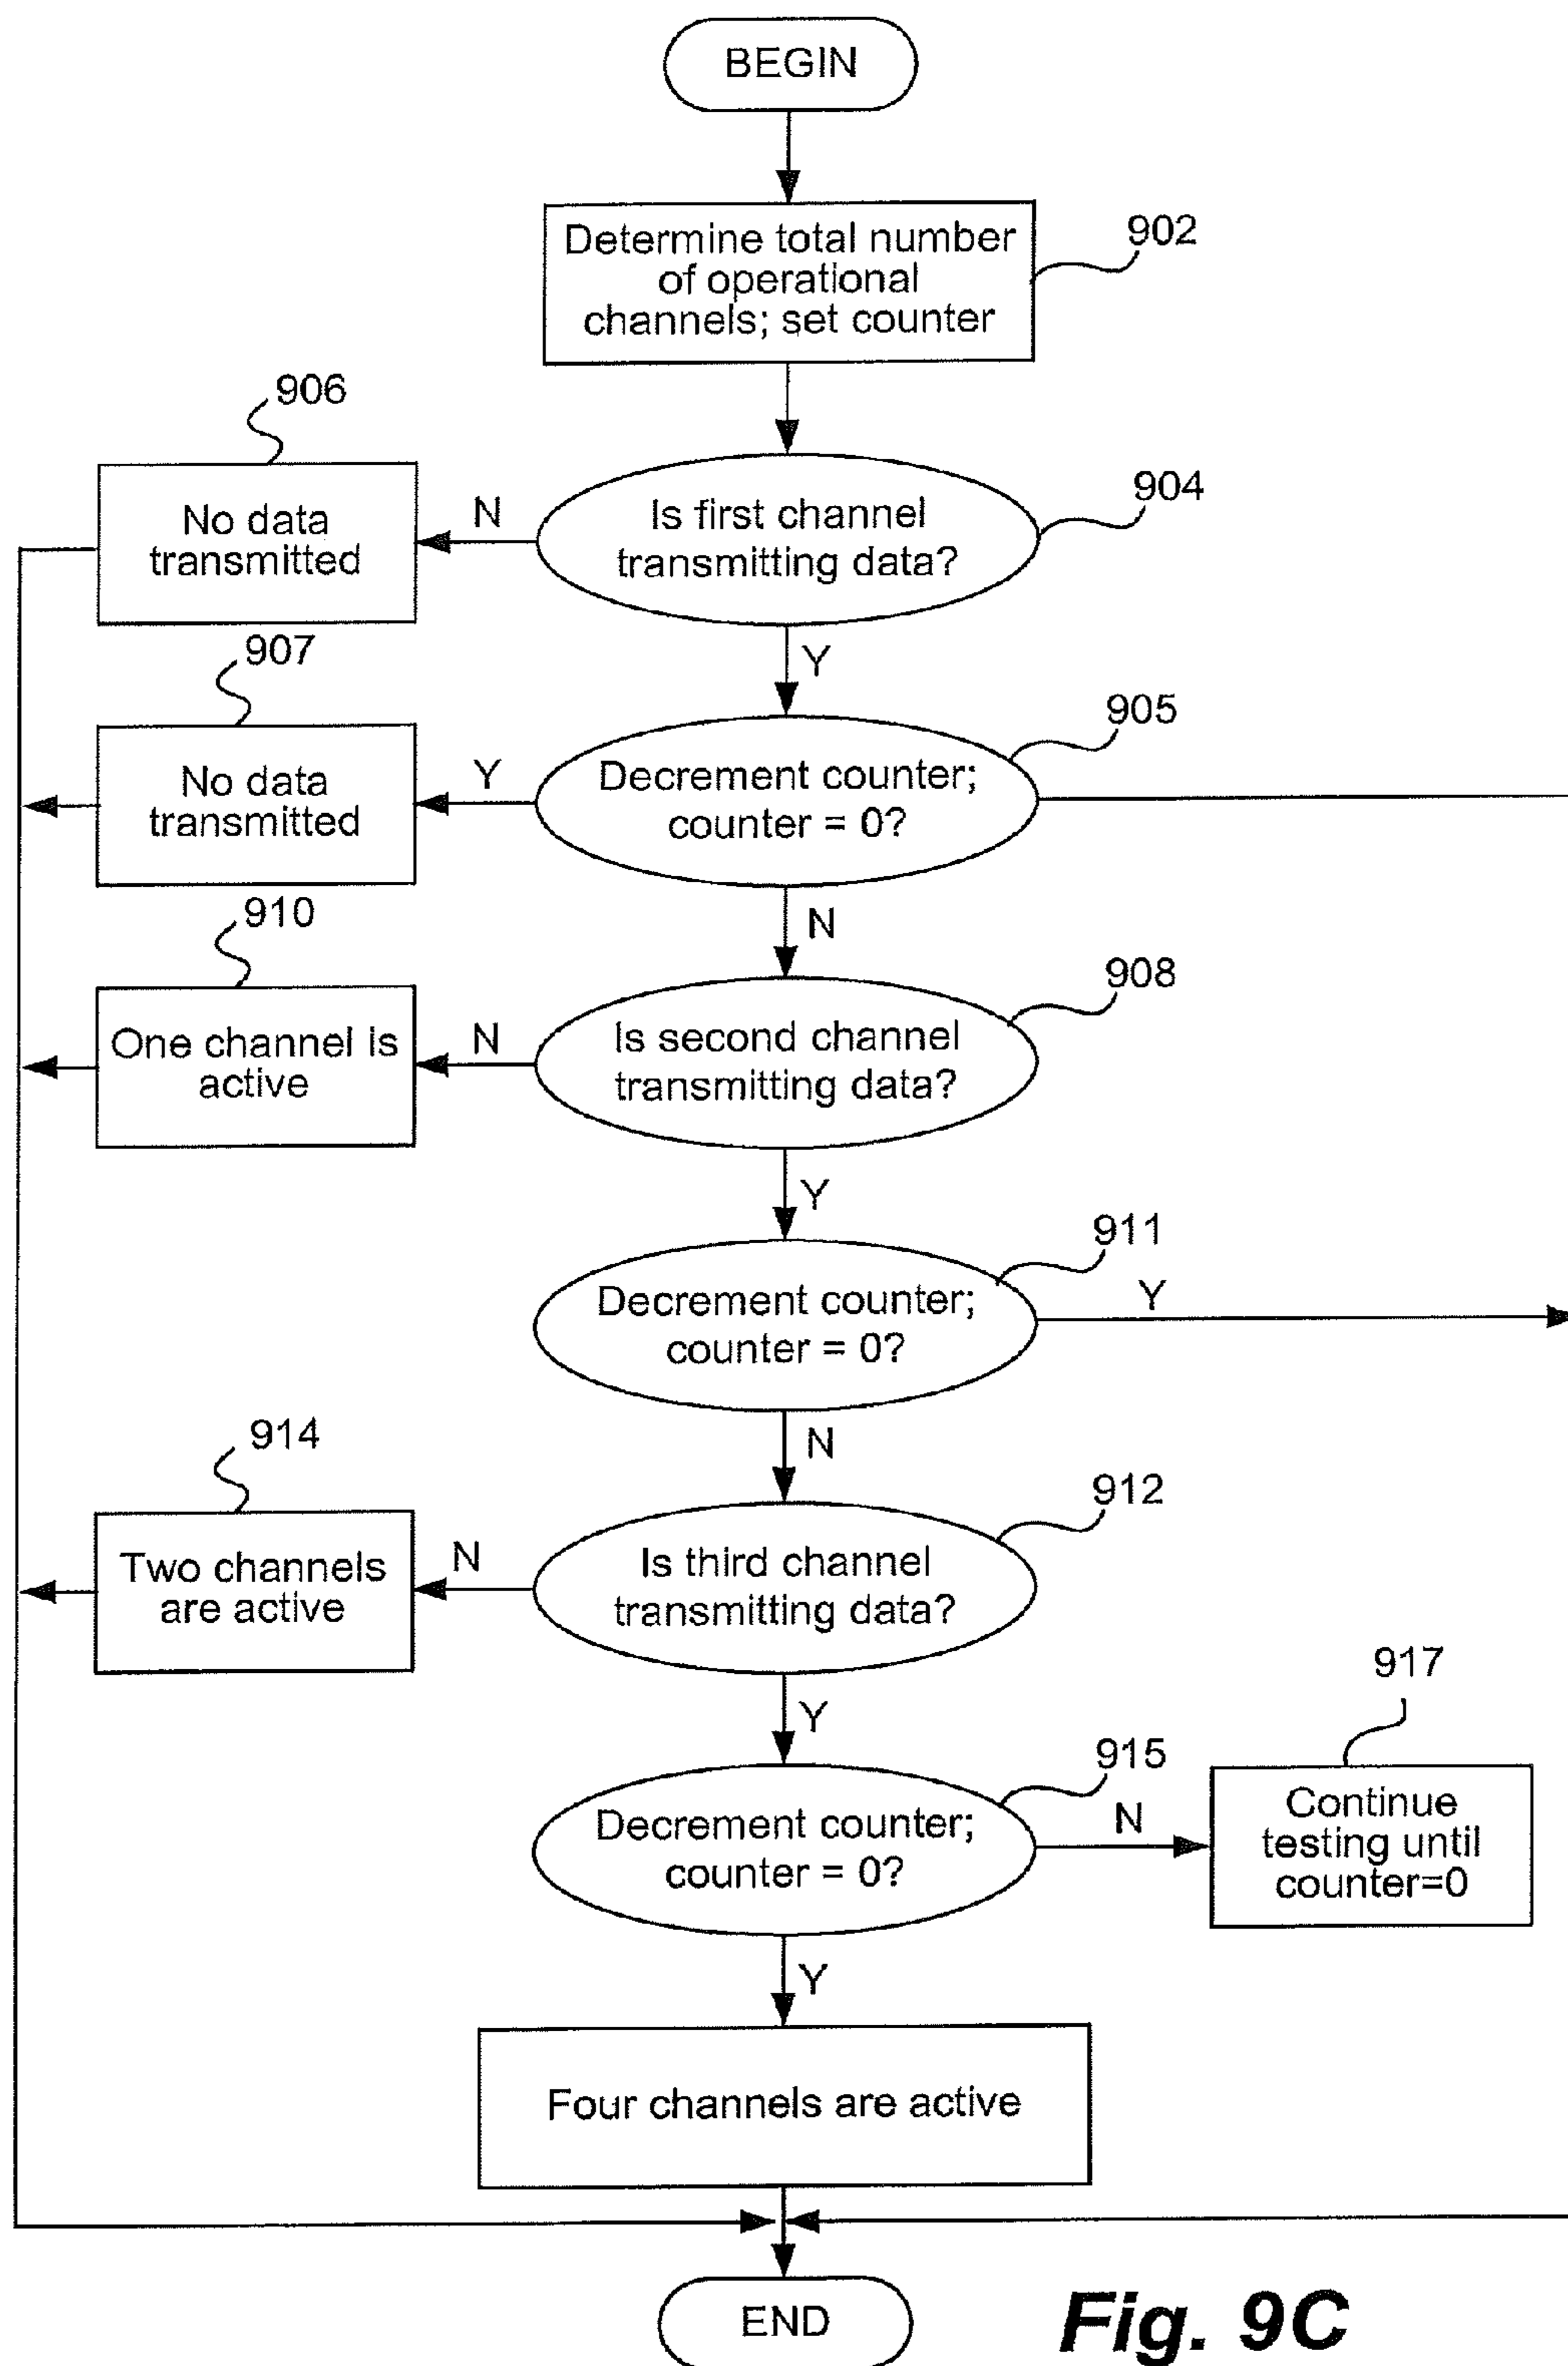 BEGIN
Determine total number
of operational
channels; set counter
902
906
No data
transmitted
N
Is first channel
transmitting data?
904
Y
907
No data
transmitted
Y
Decrement counter;
counter = 0?
905
N
910
One channel is
active
N
Is second channel
transmitting data?
908
Y
Decrement counter;
counter = 0?
911
Y
N
914
Two channels
are active
N
Is third channel
transmitting data?
912
Y
Decrement counter;
counter = 0?
915
N
917
Continue
testing until
counter=0
Y
Four channels are active
END
Fig. 9C